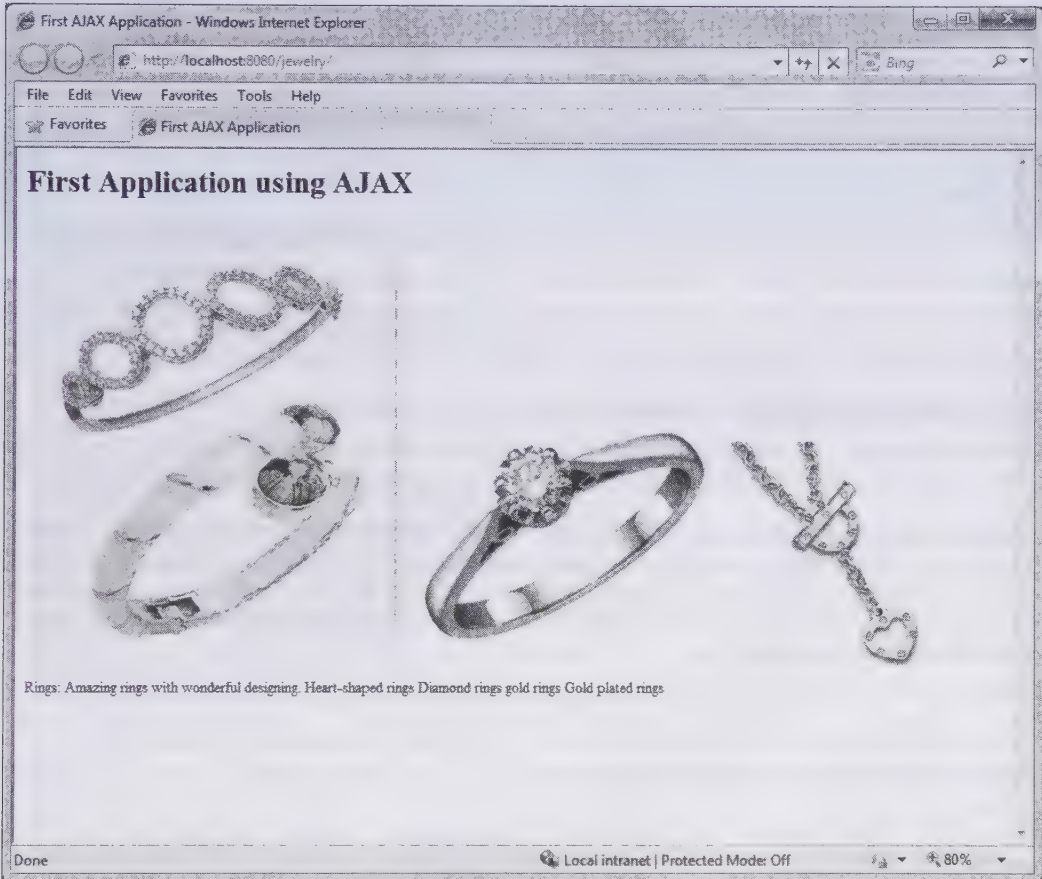 First AJAX Application - Windows Internet Explorer
http://localhost:8080/jewelry/
Bing
File Edit View Favorites Tools Help
Favorites
First AJAX Application
First Application using AJAX
Rings: Amazing rings with wonderful designing. Heart-shaped rings Diamond rings gold rings Gold plated rings
Done
Local intranet | Protected Mode: Off
80%